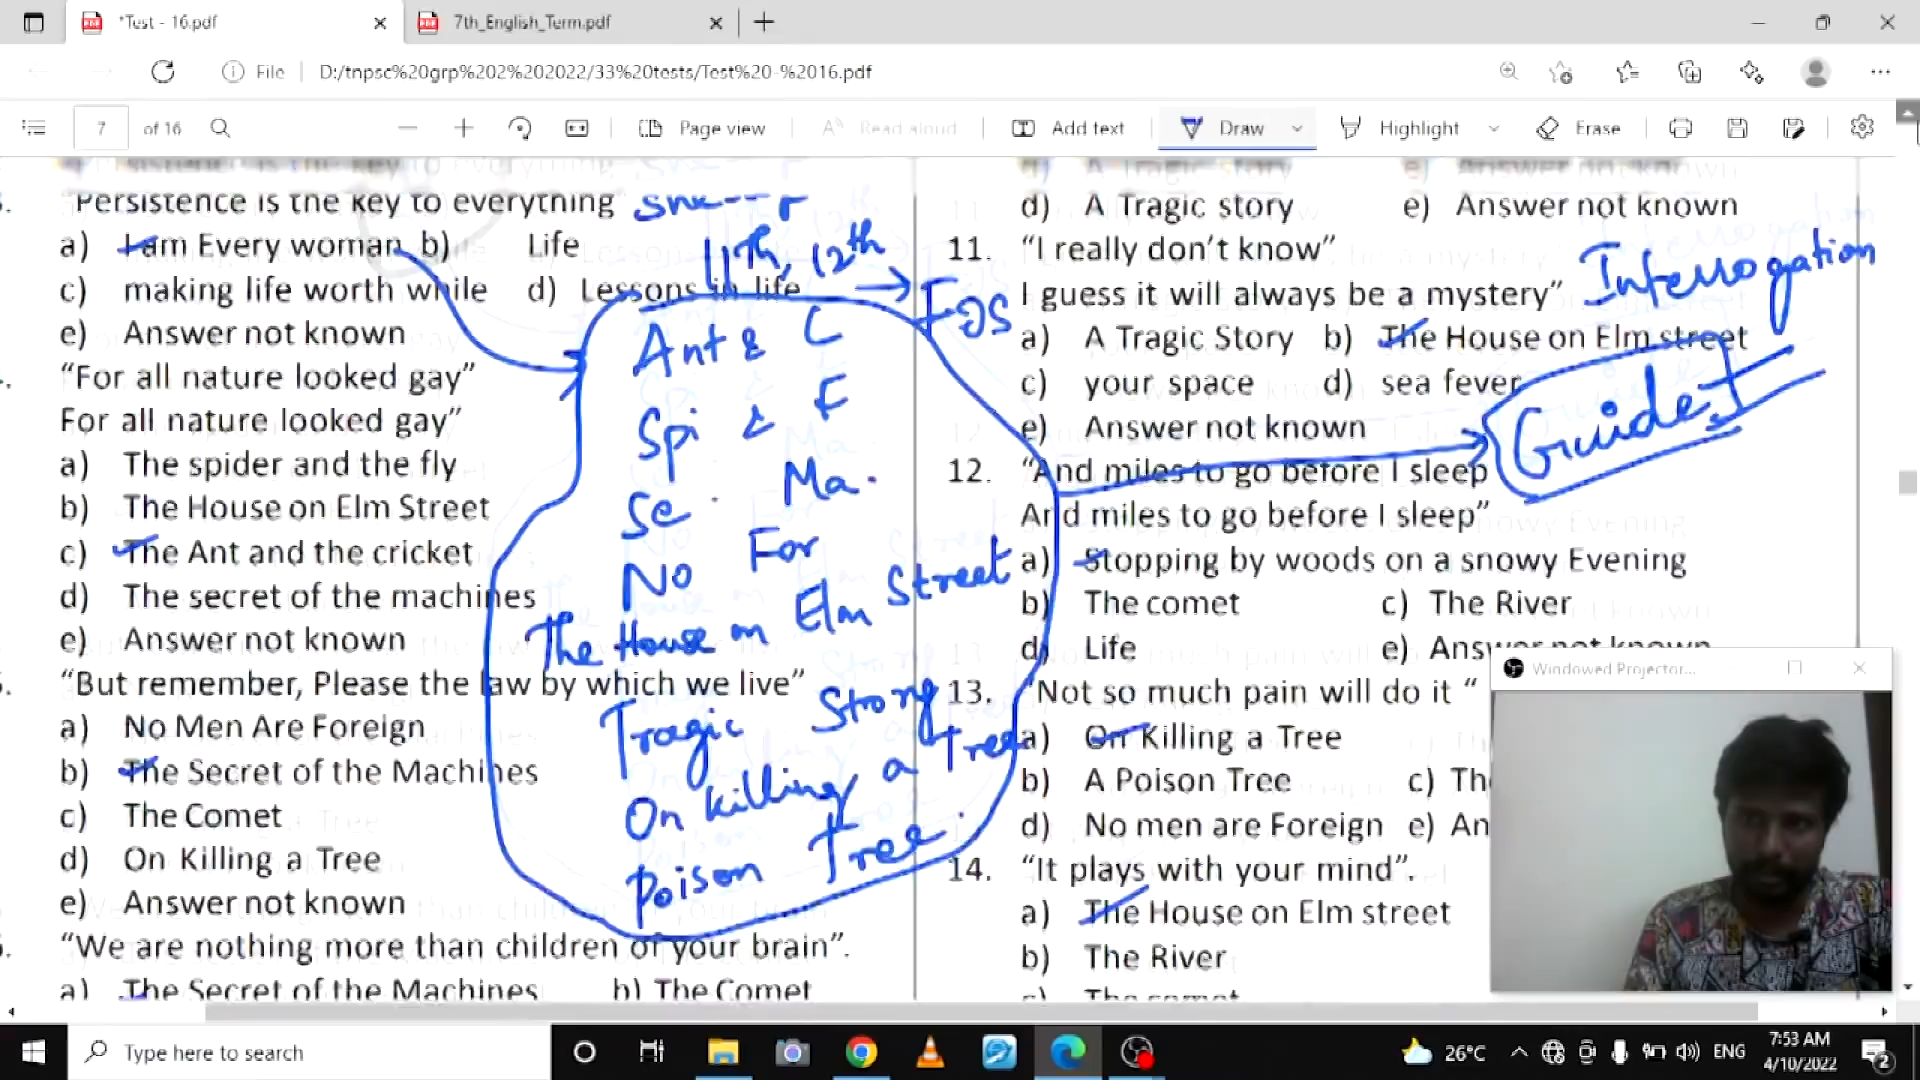 *Test - 16.pdf
7th_English_Term.pdf
File
D:/tnpsc%20grp%202%202022/33%20tests/Test%20-%2016.pdf
7 of 16
Page view
Read aloud
Add text
Draw
Highlight
Erase
"Persistence is the key to everything"
a) I am Every woman b) Life
c) making life worth while d) Lessons in life
e) Answer not known
"For all nature looked gay"
For all nature looked gay"
a) The spider and the fly
b) The House on Elm Street
c) The Ant and the cricket
d) The secret of the machines
e) Answer not known
"But remember, Please the law by which we live"
a) No Men Are Foreign
b) The Secret of the Machines
c) The Comet
d) On Killing a Tree
e) Answer not known
"We are nothing more than children of your brain".
a) The Secret of the Machines b) The Comet
11th, 12th
FOS
Ant & C
Spi & F
Se. Ma.
No For
The House on Elm Street
Tragic Story
On killing a Tree
Poison Tree.
d) A Tragic story e) Answer not known
11. "I really don't know"
I guess it will always be a mystery"
Interrogation
a) A Tragic Story b) The House on Elm street
c) your space d) sea fever
e) Answer not known
Guide
12. "And miles to go before I sleep
And miles to go before I sleep"
a) Stopping by woods on a snowy Evening
b) The comet c) The River
d) Life e) Answer not known
13. "Not so much pain will do it "
a) On Killing a Tree
b) A Poison Tree c) Th
d) No men are Foreign e) An
14. "It plays with your mind".
a) The House on Elm street
b) The River
c) The comet
Windowed Projector...
Type here to search
26°C
ENG
7:53 AM
4/10/2022
2